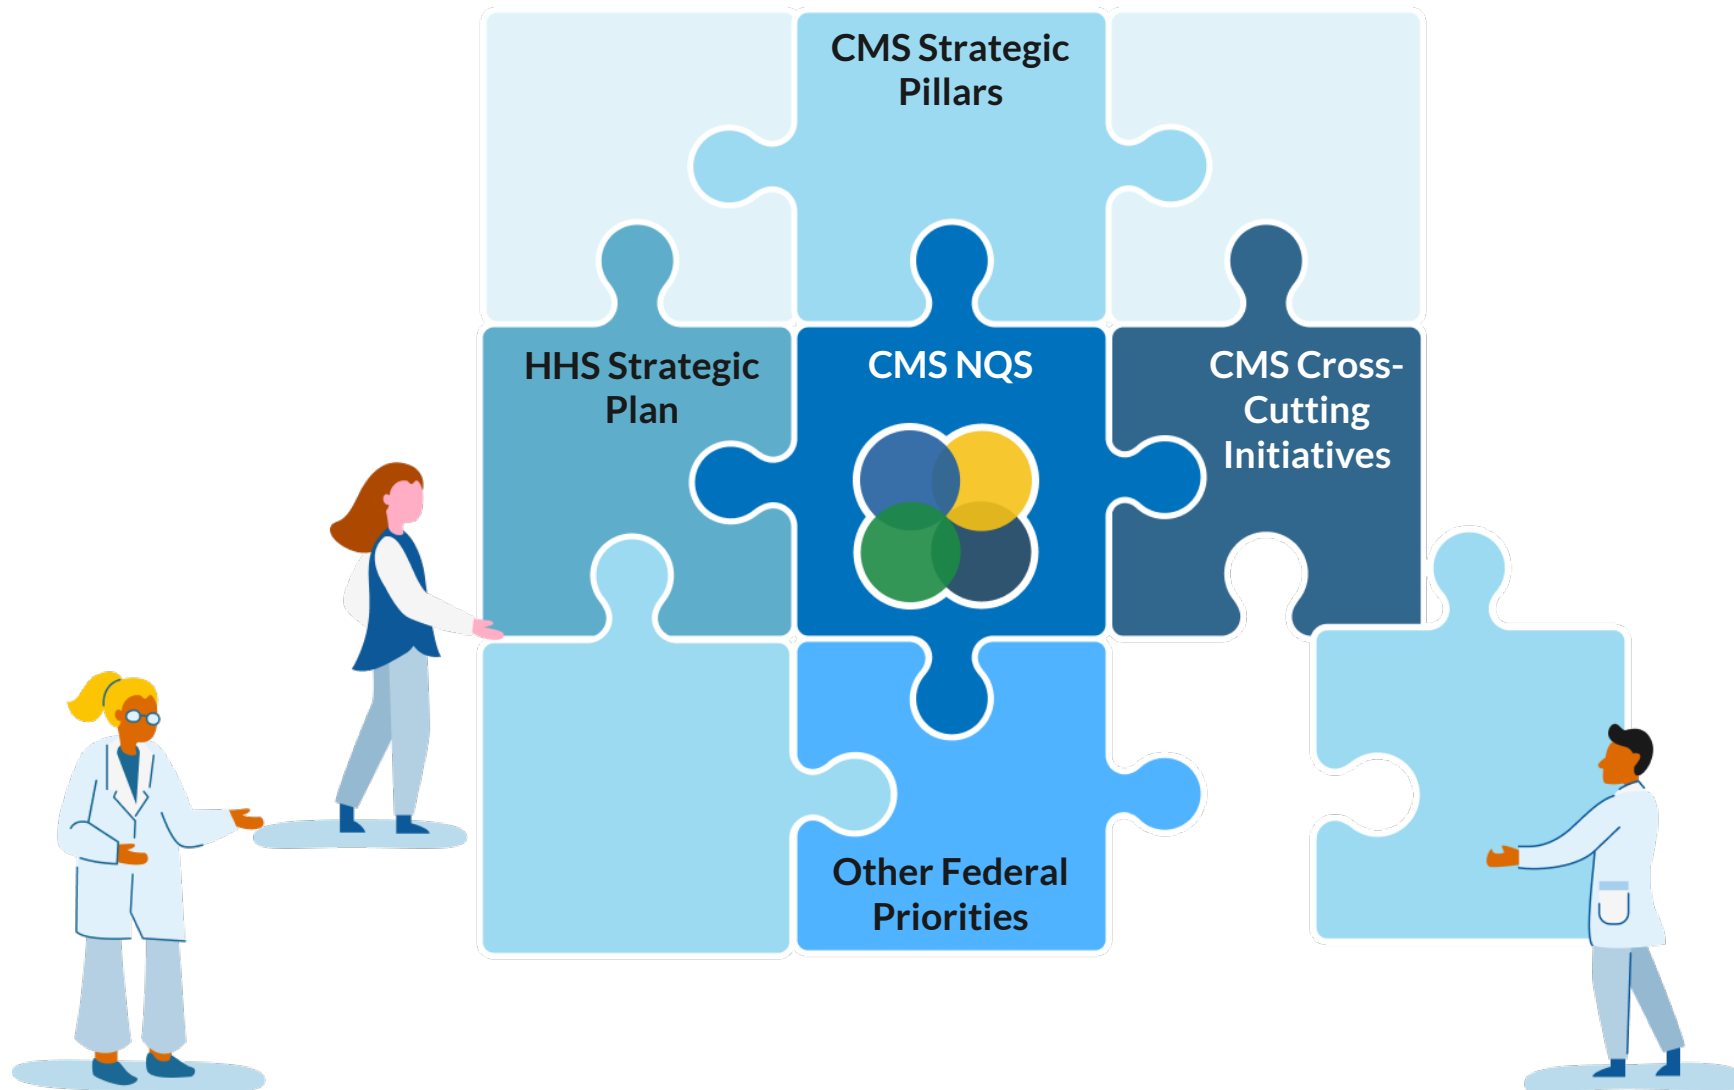 CMS Strategic
Pillars
HHS Strategic
Plan
CMS NQS
CMS Cross-
Cutting
Initiatives
Other Federal
Priorities